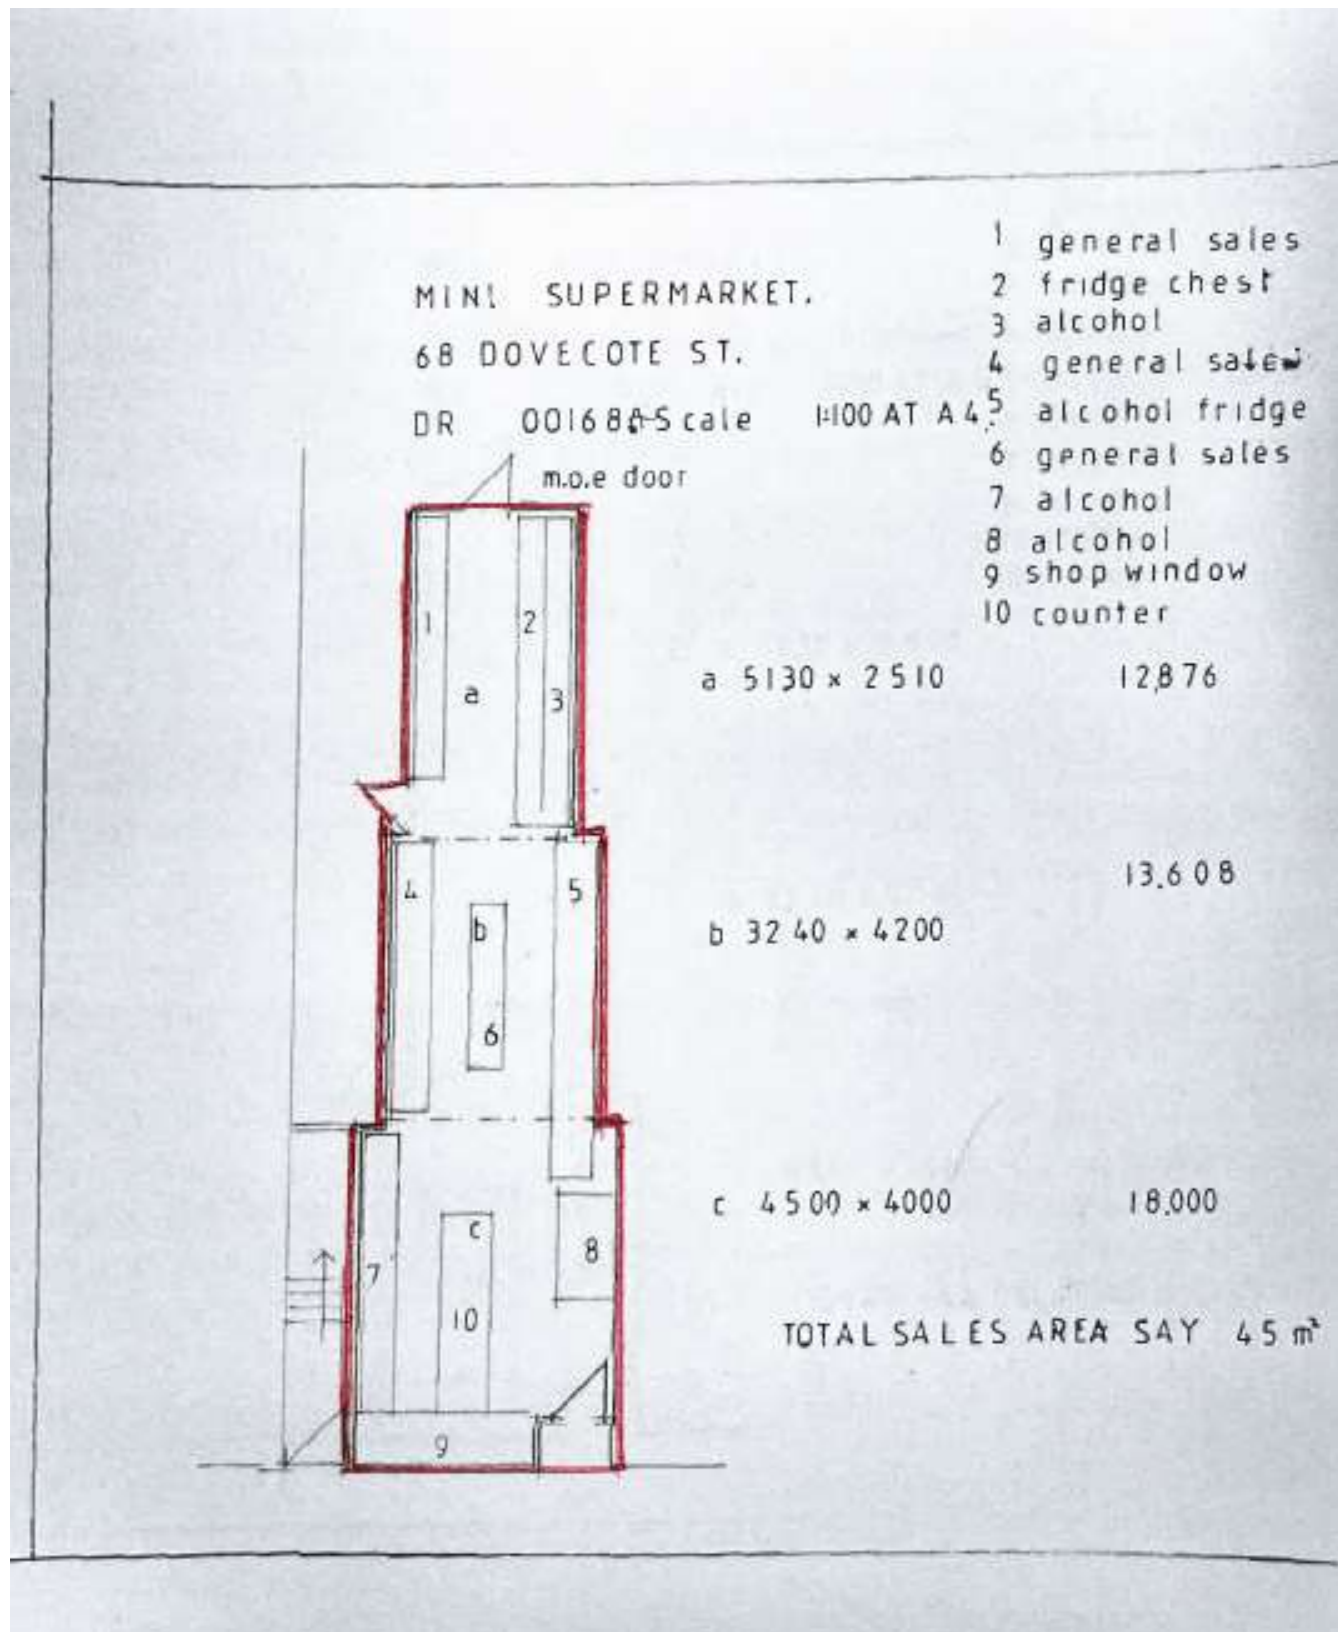 MINI SUPERMARKET.
68 DOVECOTE ST.
DR 00168 Scale 1:100 AT A4.
m.o.e door
1 general sales
2 fridge chest
3 alcohol
4 general sales
5 alcohol fridge
6 general sales
7 alcohol
8 alcohol
9 shop window
10 counter
1
2
a
3
a 5130 × 2510 12,876
4
5
b
6
13.608
b 3240 × 4200
c 4500 × 4000 18,000
c
8
7
10
9
TOTAL SALES AREA SAY 45 m²